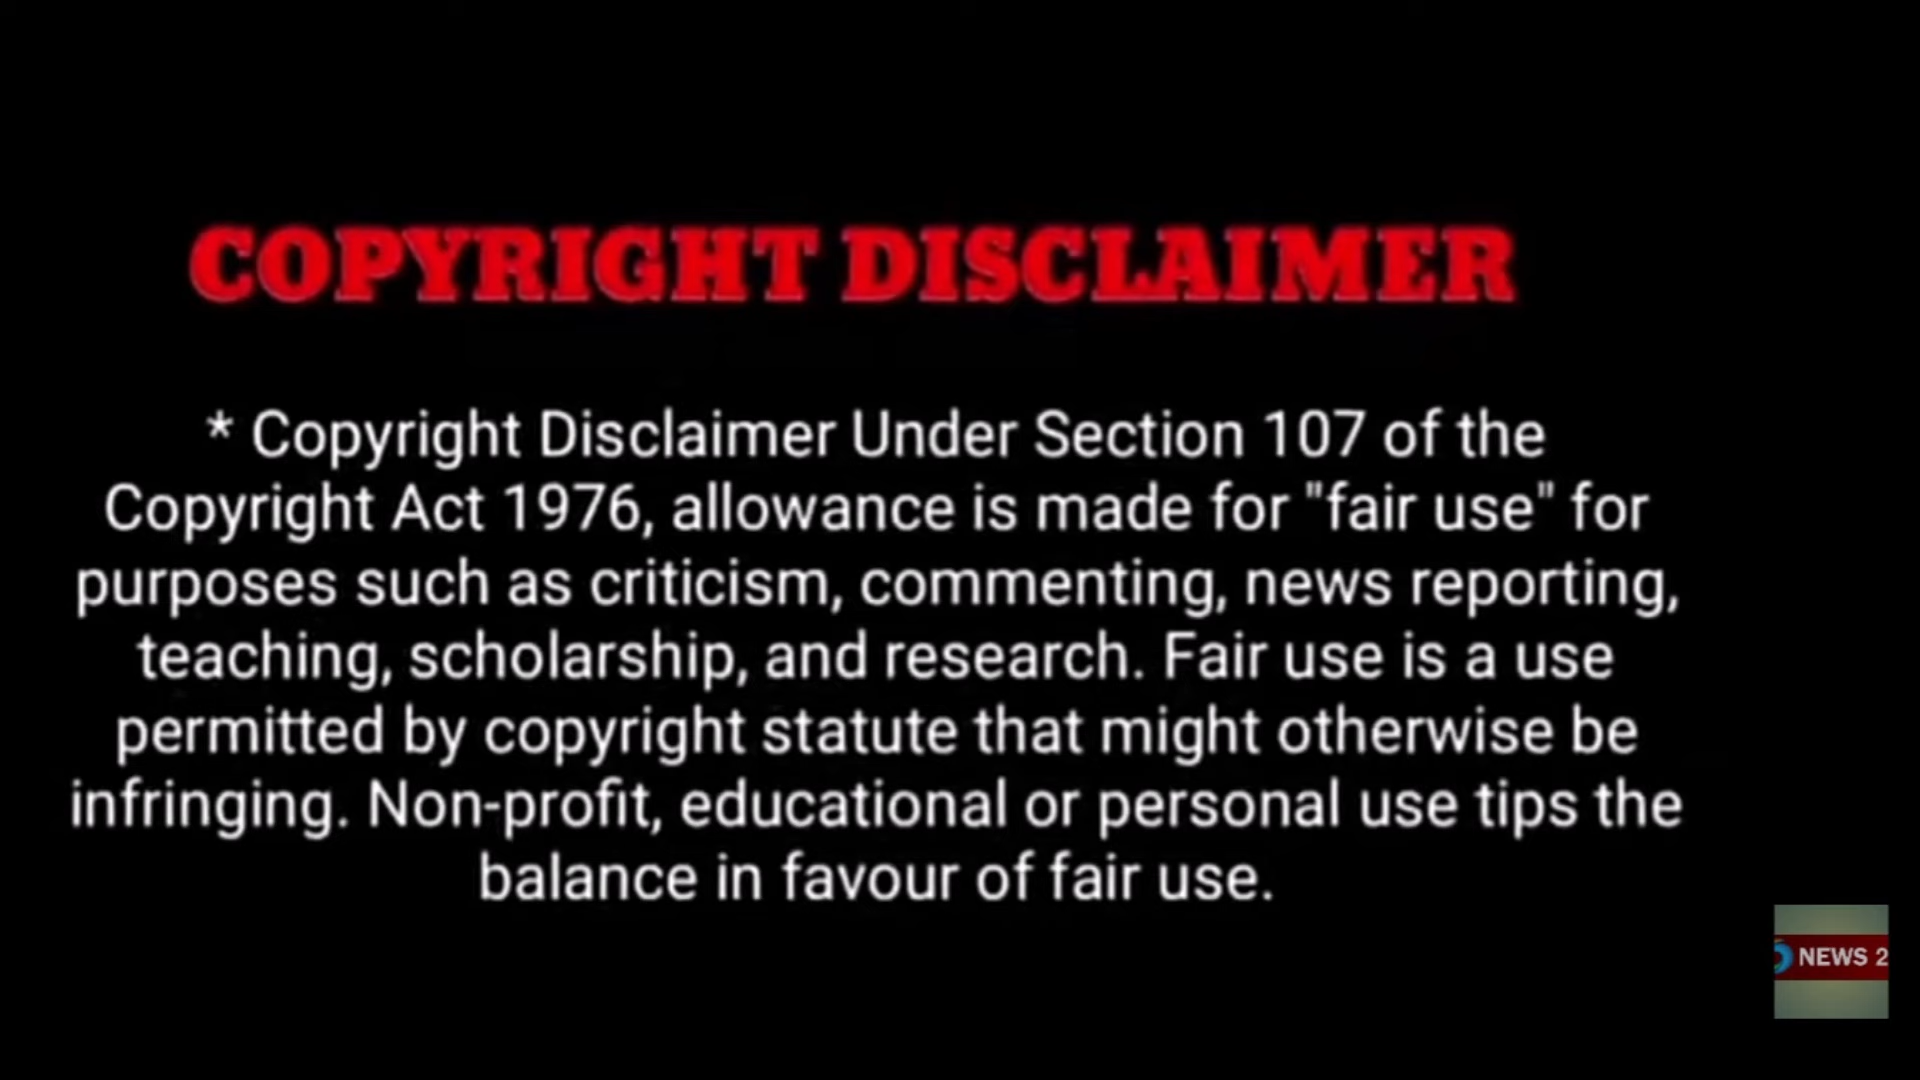 COPYRIGHT DISCLAIMER
* Copyright Disclaimer Under Section 107 of the
Copyright Act 1976, allowance is made for "fair use" for
purposes such as criticism, commenting, news reporting,
teaching, scholarship, and research. Fair use is a use
permitted by copyright statute that might otherwise be
infringing. Non-profit, educational or personal use tips the
balance in favour of fair use.
NEWS 2